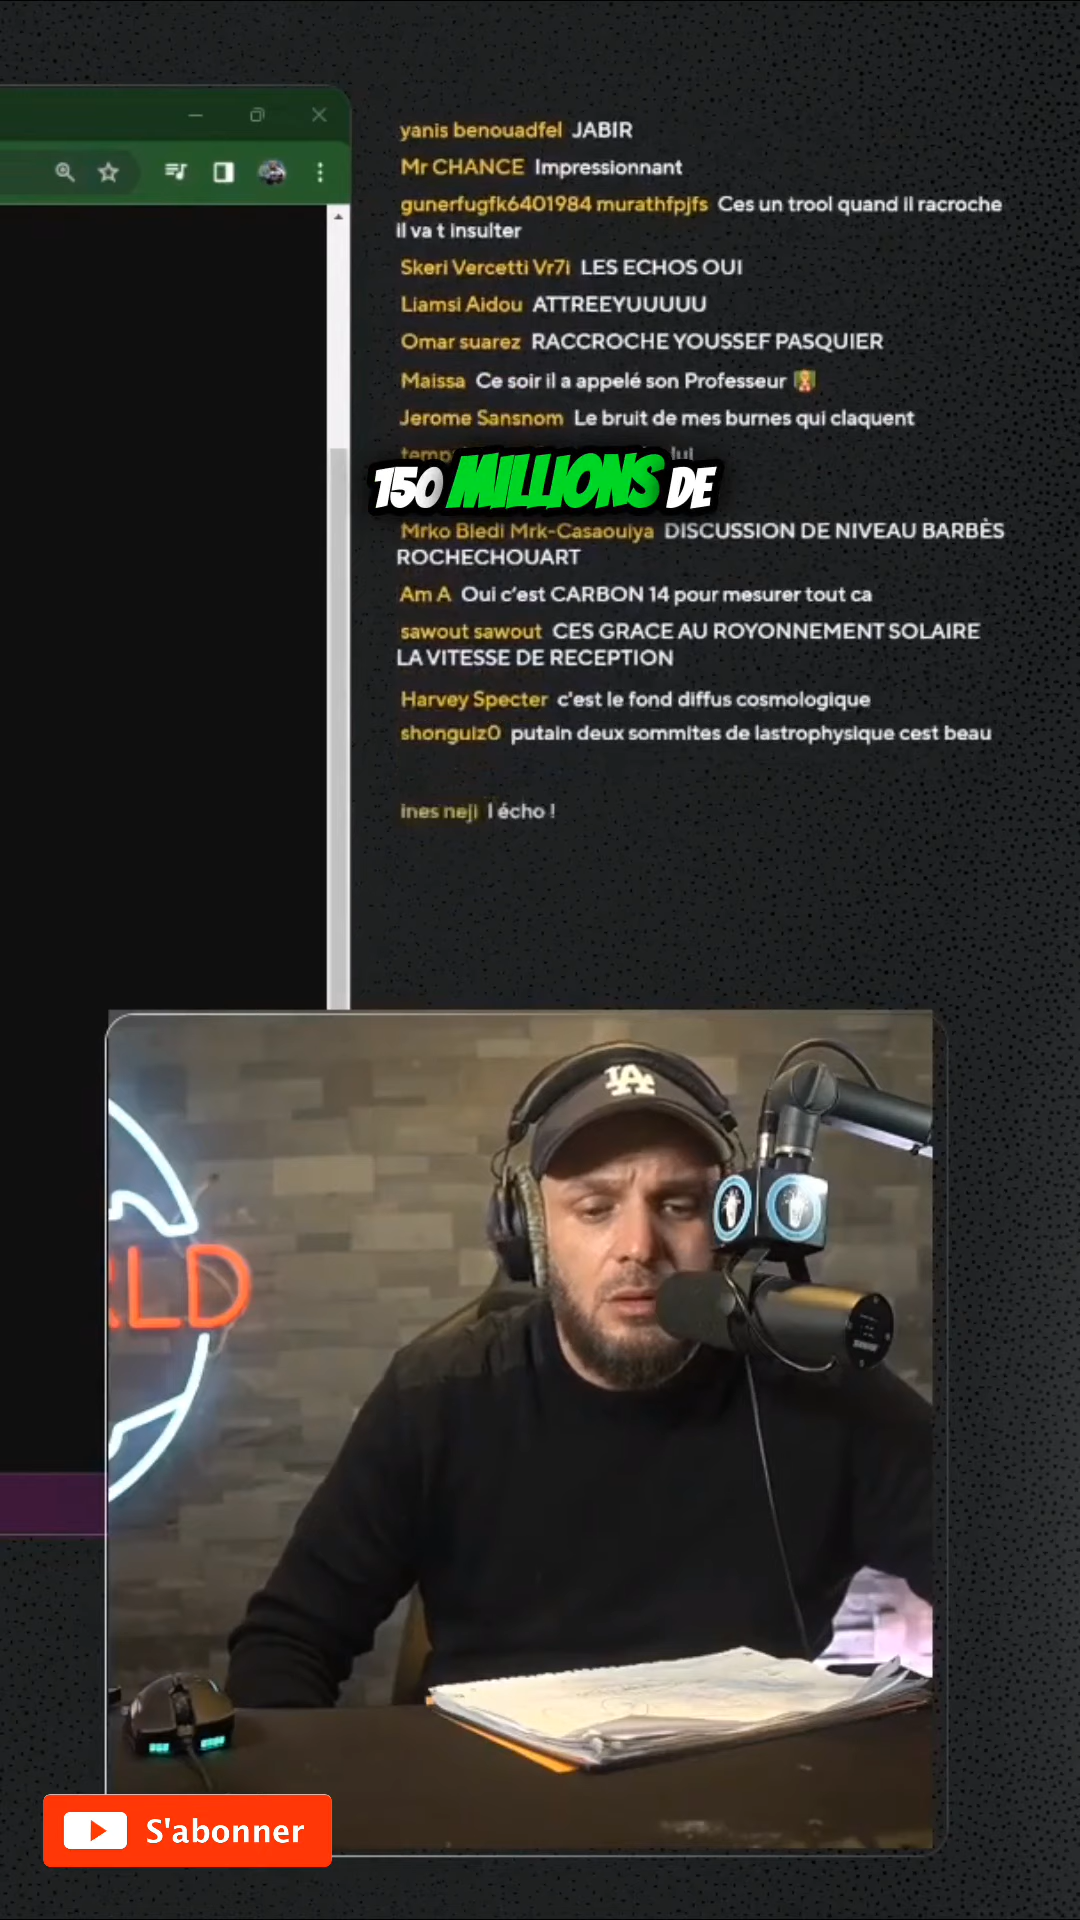 yanis benouadfel JABIR
Mr CHANCE Impressionnant
gunerfugfk6401984 murathfpjfs Ces un trool quand il racroche
il va t insulter
Skeri Vercetti Vr7i LES ECHOS OUI
Liamsi Aidou ATTREEYUUUUU
Omar suarez RACCROCHE YOUSSEF PASQUIER
Maissa Ce soir il a appelé son Professeur
Jerome Sansnom Le bruit de mes burnes qui claquent
150 MILLIONS DE
Mrko Bledi Mrk-Casaouiya DISCUSSION DE NIVEAU BARBÈS
ROCHECHOUART
Am A Oui c'est CARBON 14 pour mesurer tout ca
sawout sawout CES GRACE AU ROYONNEMENT SOLAIRE
LA VITESSE DE RECEPTION
Harvey Specter c'est le fond diffus cosmologique
shonguiz0 putain deux sommites de lastrophysique cest beau
ines neji l écho !
LA
RLD
S'abonner